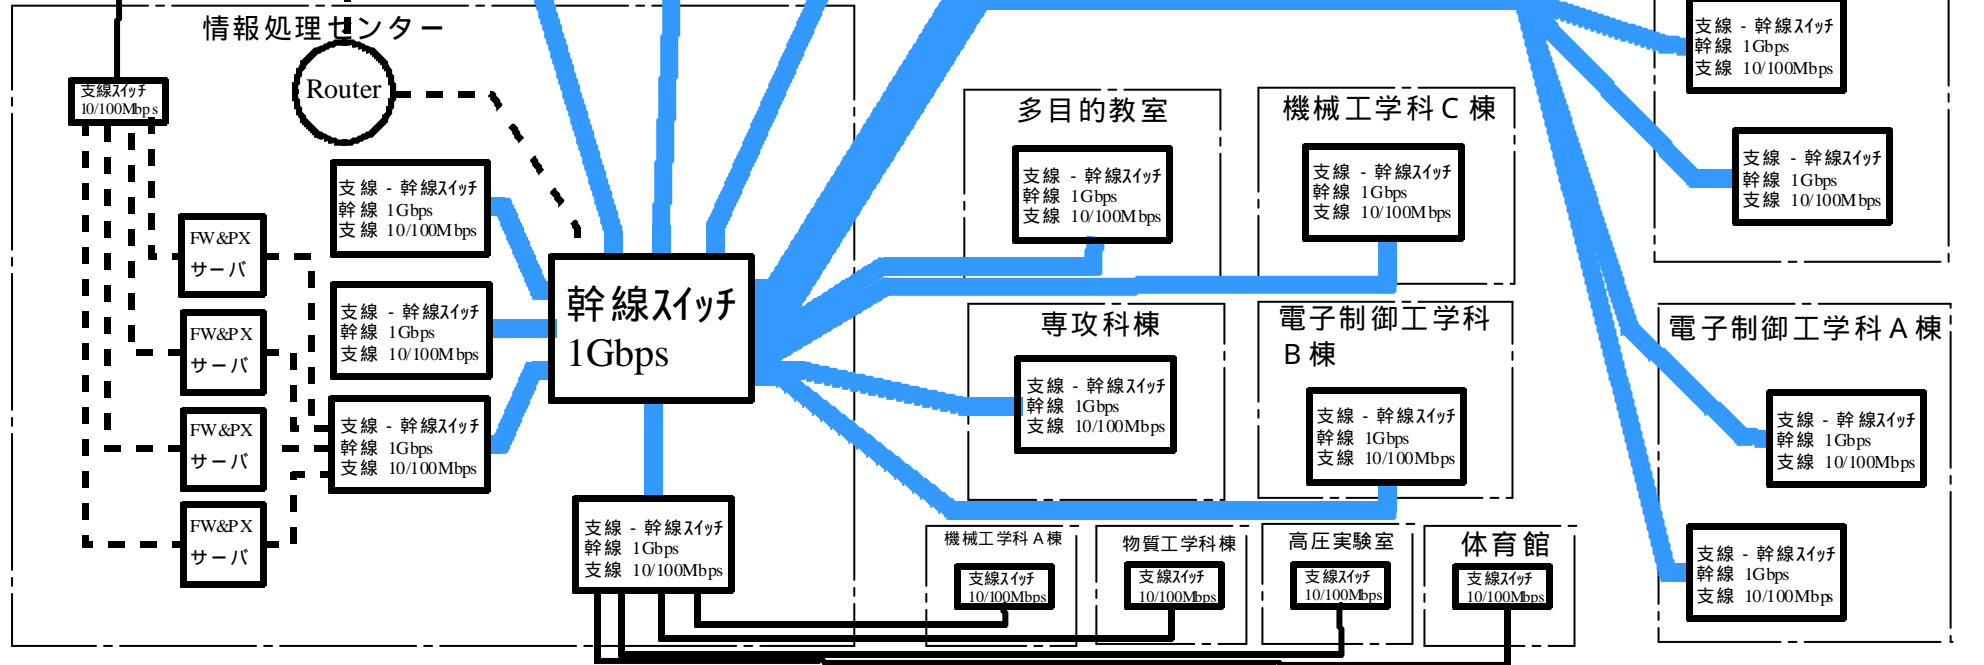 情報処理センター
支線スイッチ
10/100Mbps
Router
支線 - 幹線スイッチ
幹線 1Gbps
支線 10/100Mbps
FW&PX
サーバ
支線 - 幹線スイッチ
幹線 1Gbps
支線 10/100Mbps
FW&PX
サーバ
支線 - 幹線スイッチ
幹線 1Gbps
支線 10/100Mbps
FW&PX
サーバ
FW&PX
サーバ
幹線スイッチ
1Gbps
支線 - 幹線スイッチ
幹線 1Gbps
支線 10/100Mbps
多目的教室
支線 - 幹線スイッチ
幹線 1Gbps
支線 10/100Mbps
機械工学科C棟
支線 - 幹線スイッチ
幹線 1Gbps
支線 10/100Mbps
専攻科棟
支線 - 幹線スイッチ
幹線 1Gbps
支線 10/100Mbps
電子制御工学科
B棟
支線 - 幹線スイッチ
幹線 1Gbps
支線 10/100Mbps
機械工学科A棟
支線スイッチ
10/100Mbps
物質工学科棟
支線スイッチ
10/100Mbps
高圧実験室
支線スイッチ
10/100Mbps
体育館
支線スイッチ
10/100Mbps
支線 - 幹線スイッチ
幹線 1Gbps
支線 10/100Mbps
支線 - 幹線スイッチ
幹線 1Gbps
支線 10/100Mbps
電子制御工学科A棟
支線 - 幹線スイッチ
幹線 1Gbps
支線 10/100Mbps
支線 - 幹線スイッチ
幹線 1Gbps
支線 10/100Mbps